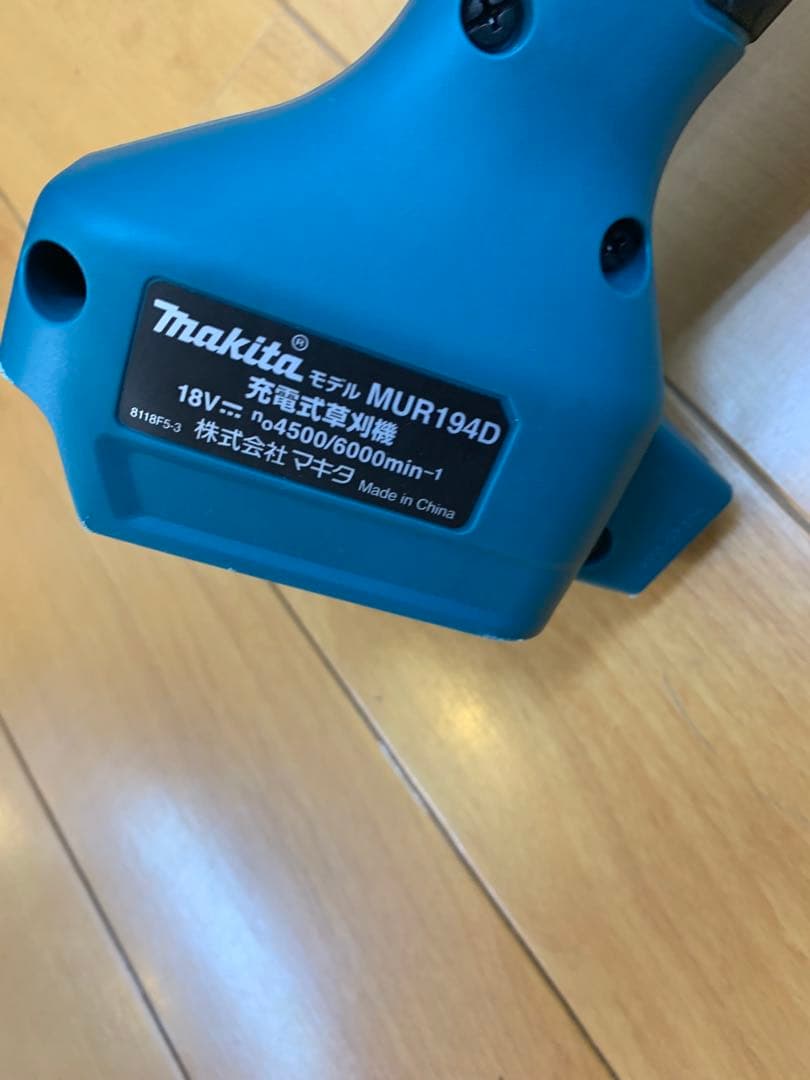 makita® モデル MUR194D
充電式草刈機
18V⎓ n₀4500/6000min⁻¹
8118F5-3 株式会社マキタ Made in China